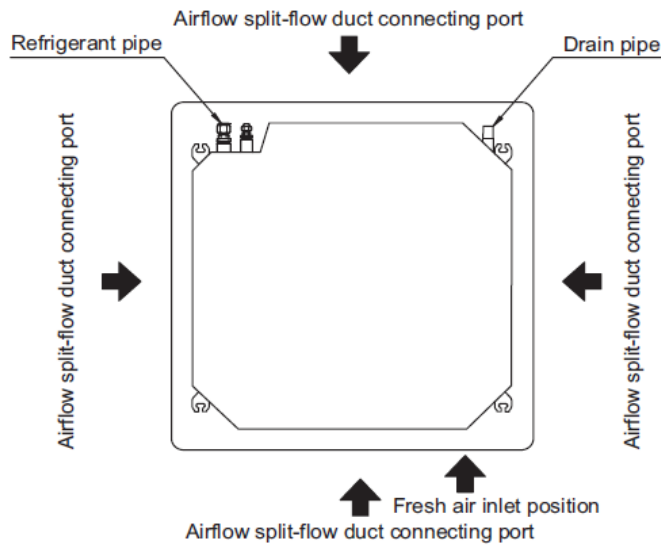 Airflow split-flow duct connecting port
Refrigerant pipe
Drain pipe
Airflow split-flow duct connecting port
Airflow split-flow duct connecting port
Fresh air inlet position
Airflow split-flow duct connecting port